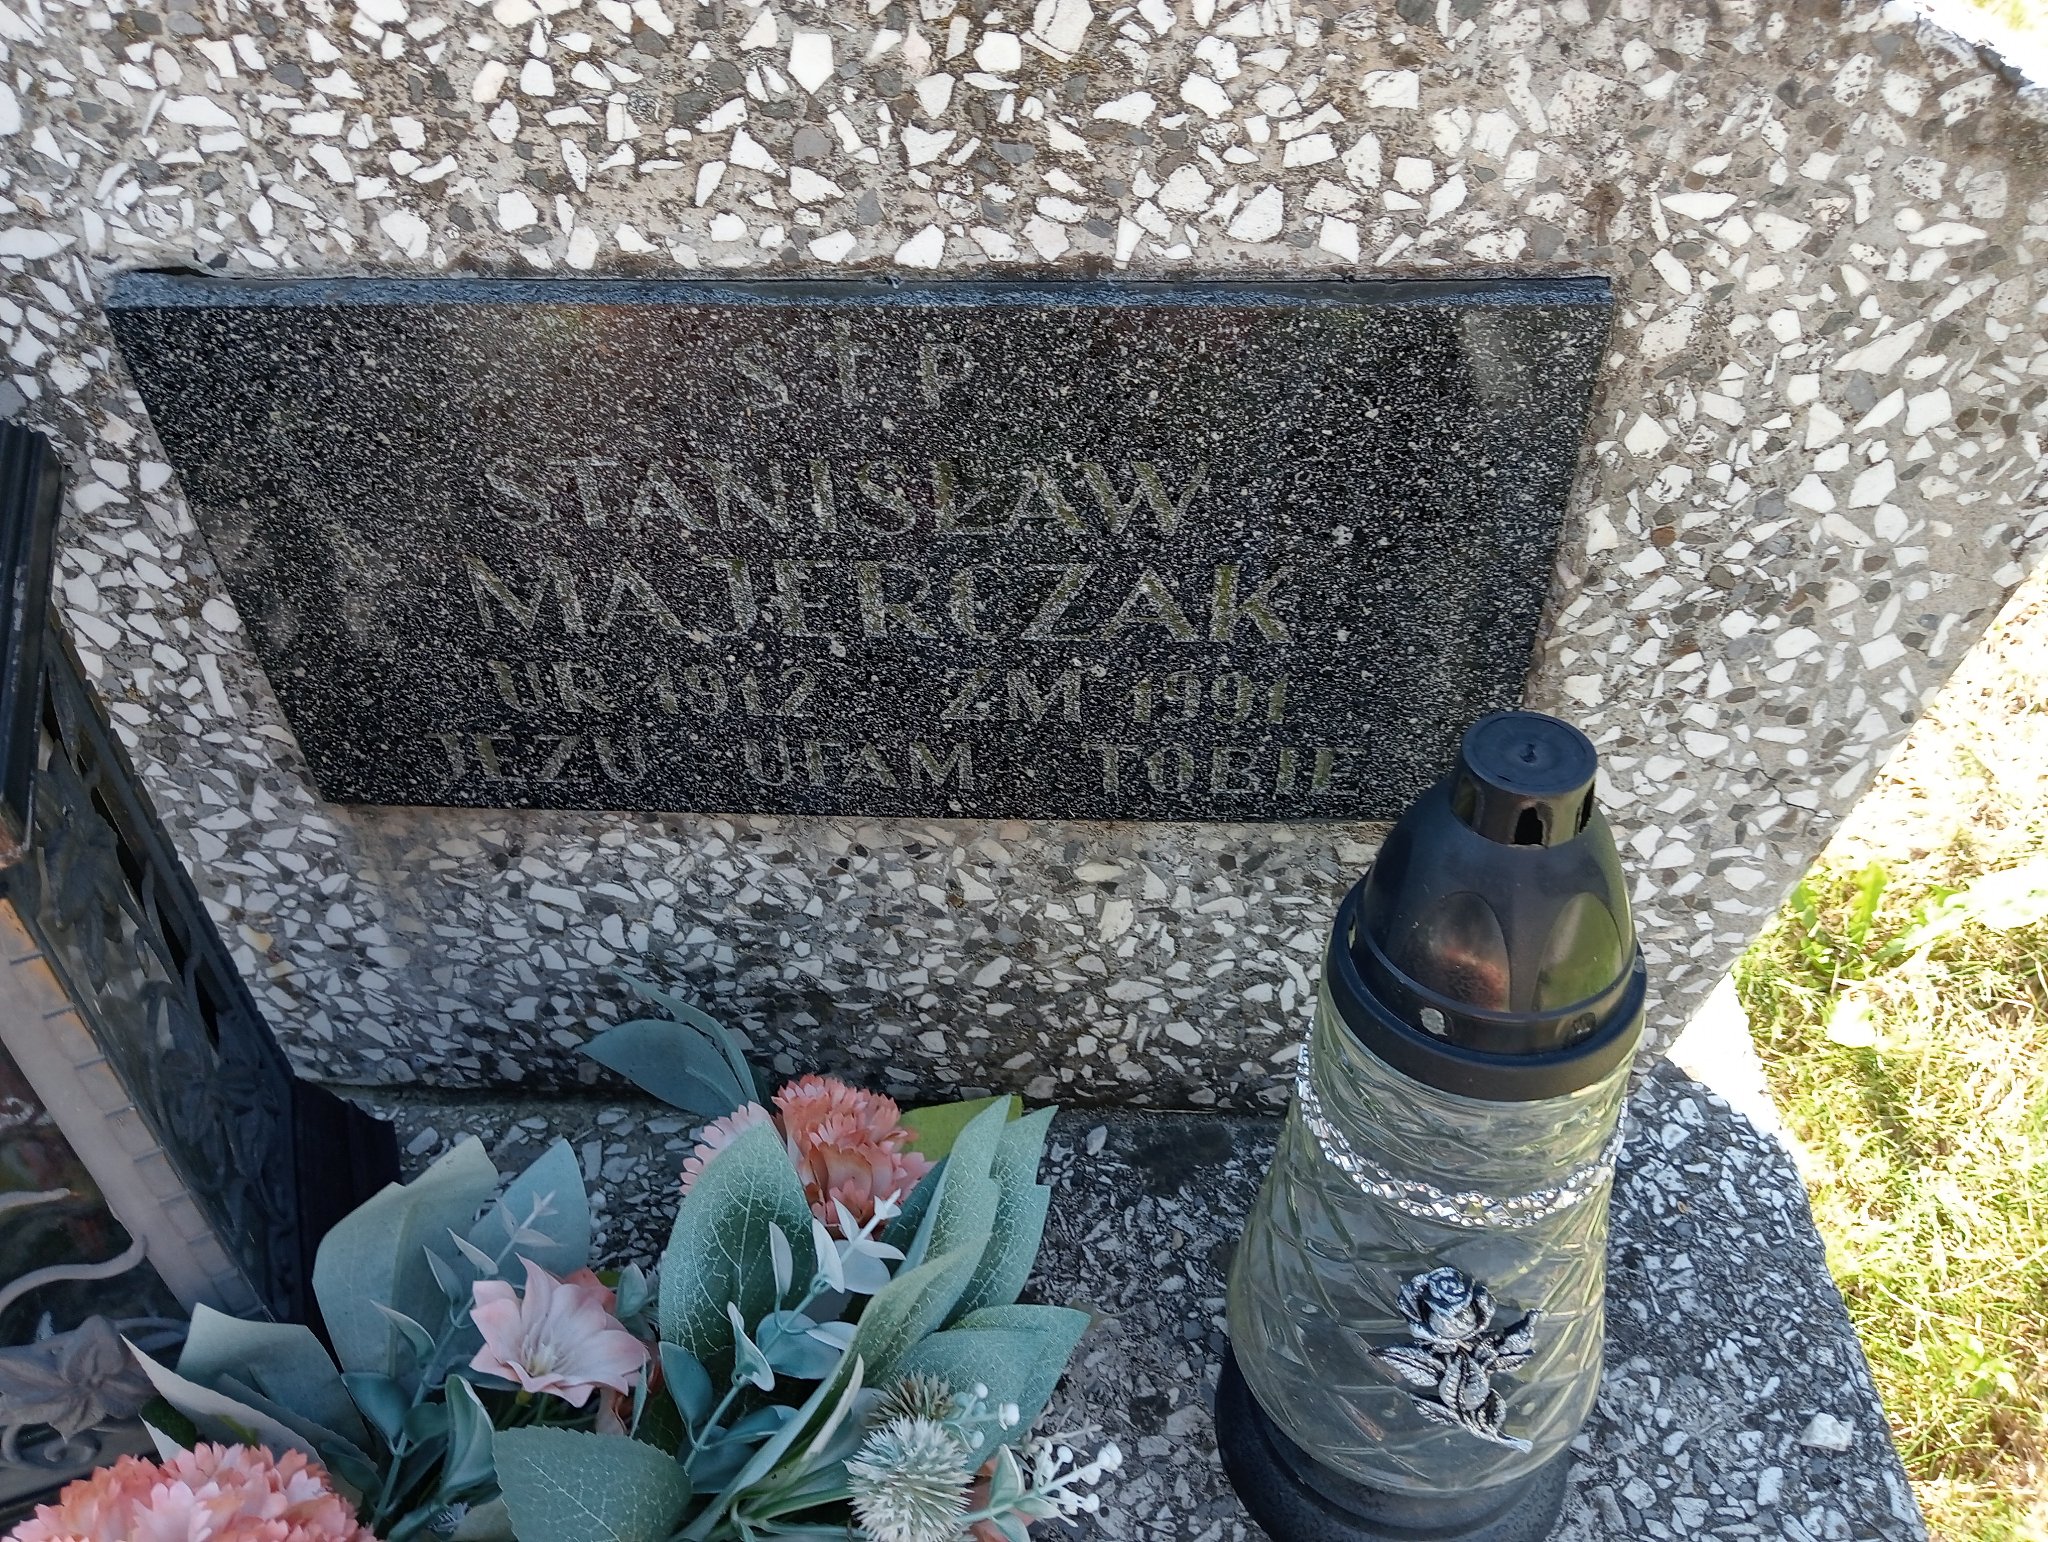 S † P
STANISŁAW
MAJERCZAK
UR 1912 ZM 1991
JEZU UFAM TOBIE